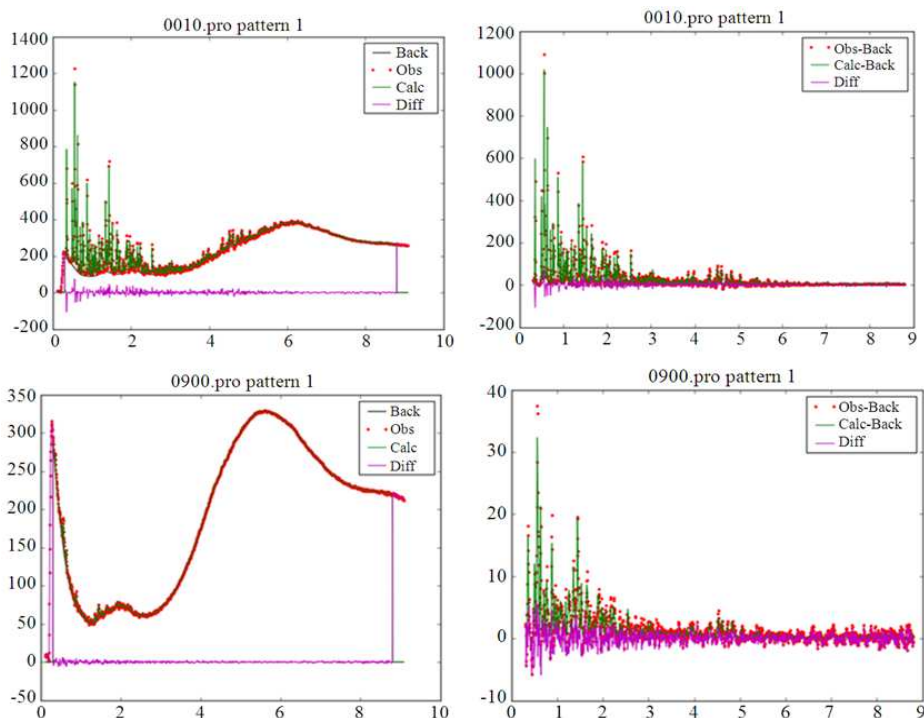 0010.pro pattern 1
1400
1200
1000
800
600
400
200
0
-200
0 2 4 6 8 10
Back
Obs
Calc
Diff
0010.pro pattern 1
1200
1000
800
600
400
200
0
-200
0 1 2 3 4 5 6 7 8 9
Obs-Back
Calc-Back
Diff
0900.pro pattern 1
350
300
250
200
150
100
50
0
-50
0 2 4 6 8 10
Back
Obs
Calc
Diff
0900.pro pattern 1
40
30
20
10
0
-10
0 1 2 3 4 5 6 7 8 9
Obs-Back
Calc-Back
Diff